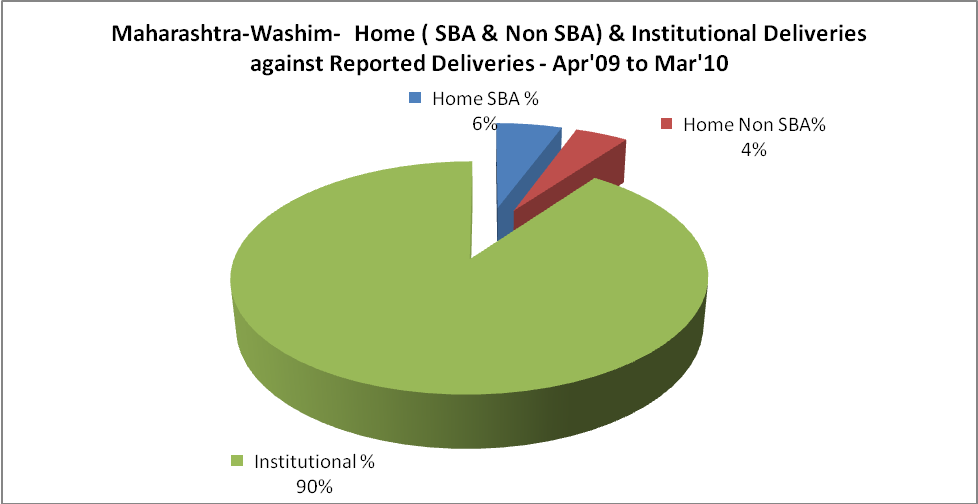 Maharashtra-Washim- Home ( SBA & Non SBA) & Institutional Deliveries
against Reported Deliveries - Apr'09 to Mar'10
Home SBA %
6%
Home Non SBA%
4%
Institutional %
90%